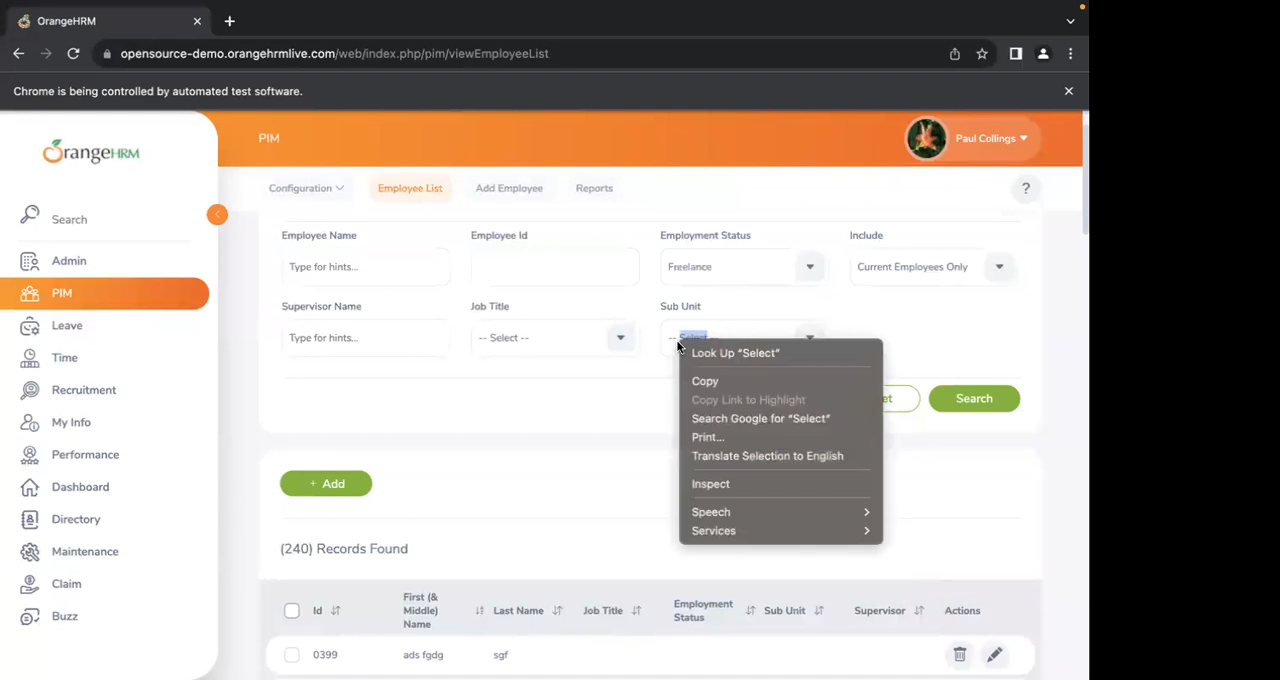 OrangeHRM
opensource-demo.orangehrmlive.com/web/index.php/pim/viewEmployeeList
Chrome is being controlled by automated test software.
OrangeHRM
PIM
Paul Collings
Configuration
Employee List
Add Employee
Reports
?
Search
Admin
PIM
Leave
Time
Recruitment
My Info
Performance
Dashboard
Directory
Maintenance
Claim
Buzz
Employee Name
Employee Id
Employment Status
Include
Type for hints...
Freelance
Current Employees Only
Supervisor Name
Job Title
Sub Unit
Type for hints...
-- Select --
-- Select --
Look Up “Select”
Copy
Copy Link to Highlight
Search Google for “Select”
Print...
Translate Selection to English
Inspect
Speech
Services
et
Search
+ Add
(240) Records Found
Id
First (&
Middle)
Name
Last Name
Job Title
Employment
Status
Sub Unit
Supervisor
Actions
0399
ads fgdg
sgf